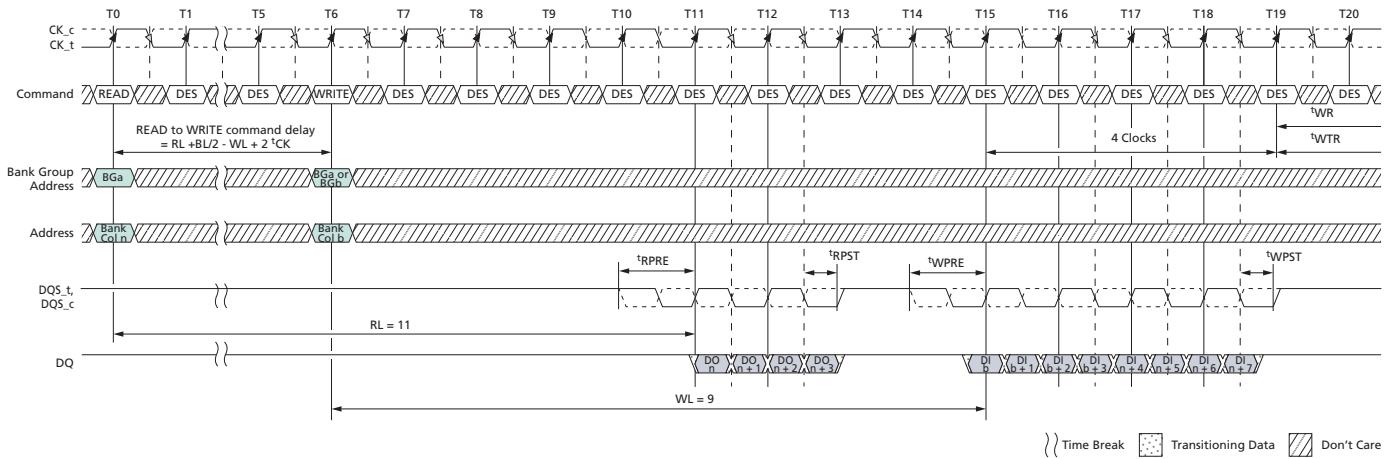 T0 T1 T5 T6 T7 T8 T9 T10 T11 T12 T13 T14 T15 T16 T17 T18 T19 T20
CK_c
CK_t
Command READ DES DES WRITE DES DES DES DES DES DES DES DES DES DES DES DES DES DES
tWR
READ to WRITE command delay
= RL +BL/2 - WL + 2 tCK
4 Clocks
tWTR
Bank Group
Address
BGa
BGa or
BGb
Address
Bank
Col n
Bank
Col b
tRPRE tRPST tWPRE tWPST
DQS_t,
DQS_c
RL = 11
DQ
DO
n
DO
n + 1
DO
n + 2
DO
n + 3
DI
b
DI
b + 1
DI
b + 2
DI
b + 3
DI
n + 4
DI
n + 5
DI
n + 6
DI
n + 7
WL = 9
Time Break Transitioning Data Don't Care